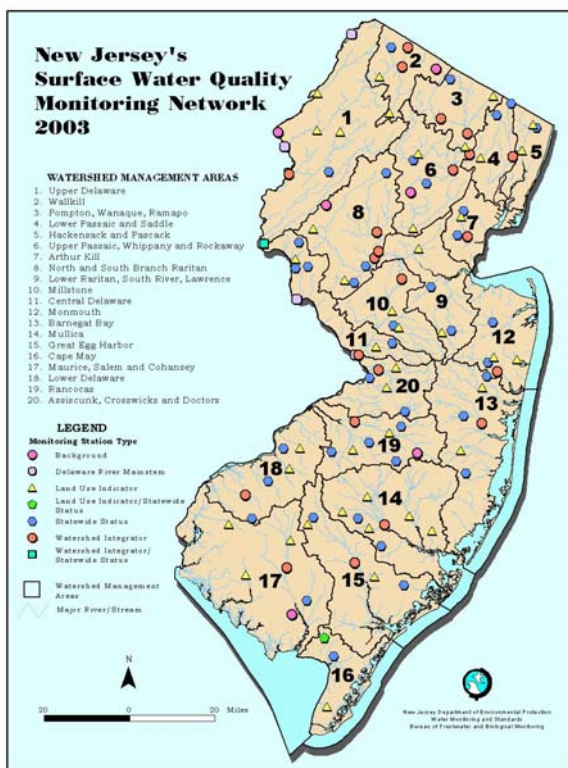 New Jersey's
Surface Water Quality
Monitoring Network
2003
WATERSHED MANAGEMENT AREAS
1. Upper Delaware
2. Wallkill
3. Pompton, Wanaque, Ramapo
4. Lower Passaic and Saddle
5. Hackensack and Pascack
6. Upper Passaic, Whippany and Rockaway
7. Arthur Kill
8. North and South Branch Raritan
9. Lower Raritan, South River, Lawrence
10. Millstone
11. Central Delaware
12. Monmouth
13. Barnegat Bay
14. Mullica
15. Great Egg Harbor
16. Cape May
17. Maurice, Salem and Cohansey
18. Lower Delaware
19. Rancocas
20. Assiscunk, Crosswicks and Doctors
LEGEND
Monitoring Station Type
Background
Delaware River Mainstem
Land Use Indicator
Land Use Indicator/Statewide
Status
Statewide Status
Watershed Integrator
Watershed Integrator/
Statewide Status
Watershed Management
Areas
Major River/Stream
N
20 0 20 Miles
2
1
3
4
5
6
7
8
9
10
11
12
20
13
19
18
14
15
17
16
New Jersey Department of Environmental Protection
Water Monitoring and Standards
Bureau of Freshwater and Biological Monitoring